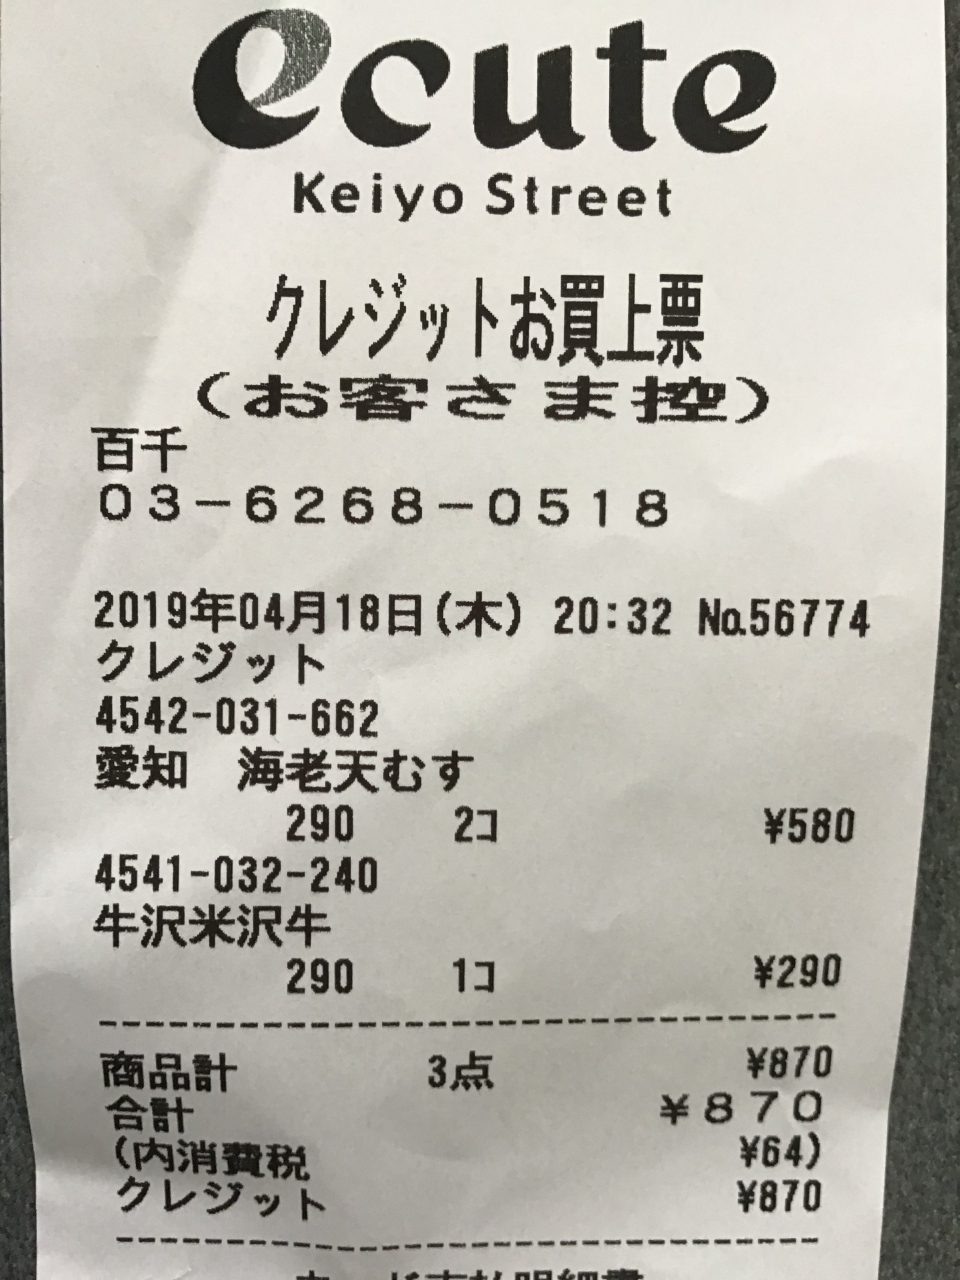 ecute
Keiyo Street
クレジットお買上票
(お客さま控)
百千
03-6268-0518
2019年04月18日(木) 20:32 No.56774
クレジット
4542-031-662
愛知 海老天むす
290 2コ ¥580
4541-032-240
牛沢米沢牛
290 1コ ¥290
商品計 3点 ¥870
合計 ¥870
(内消費税 ¥64)
クレジット ¥870